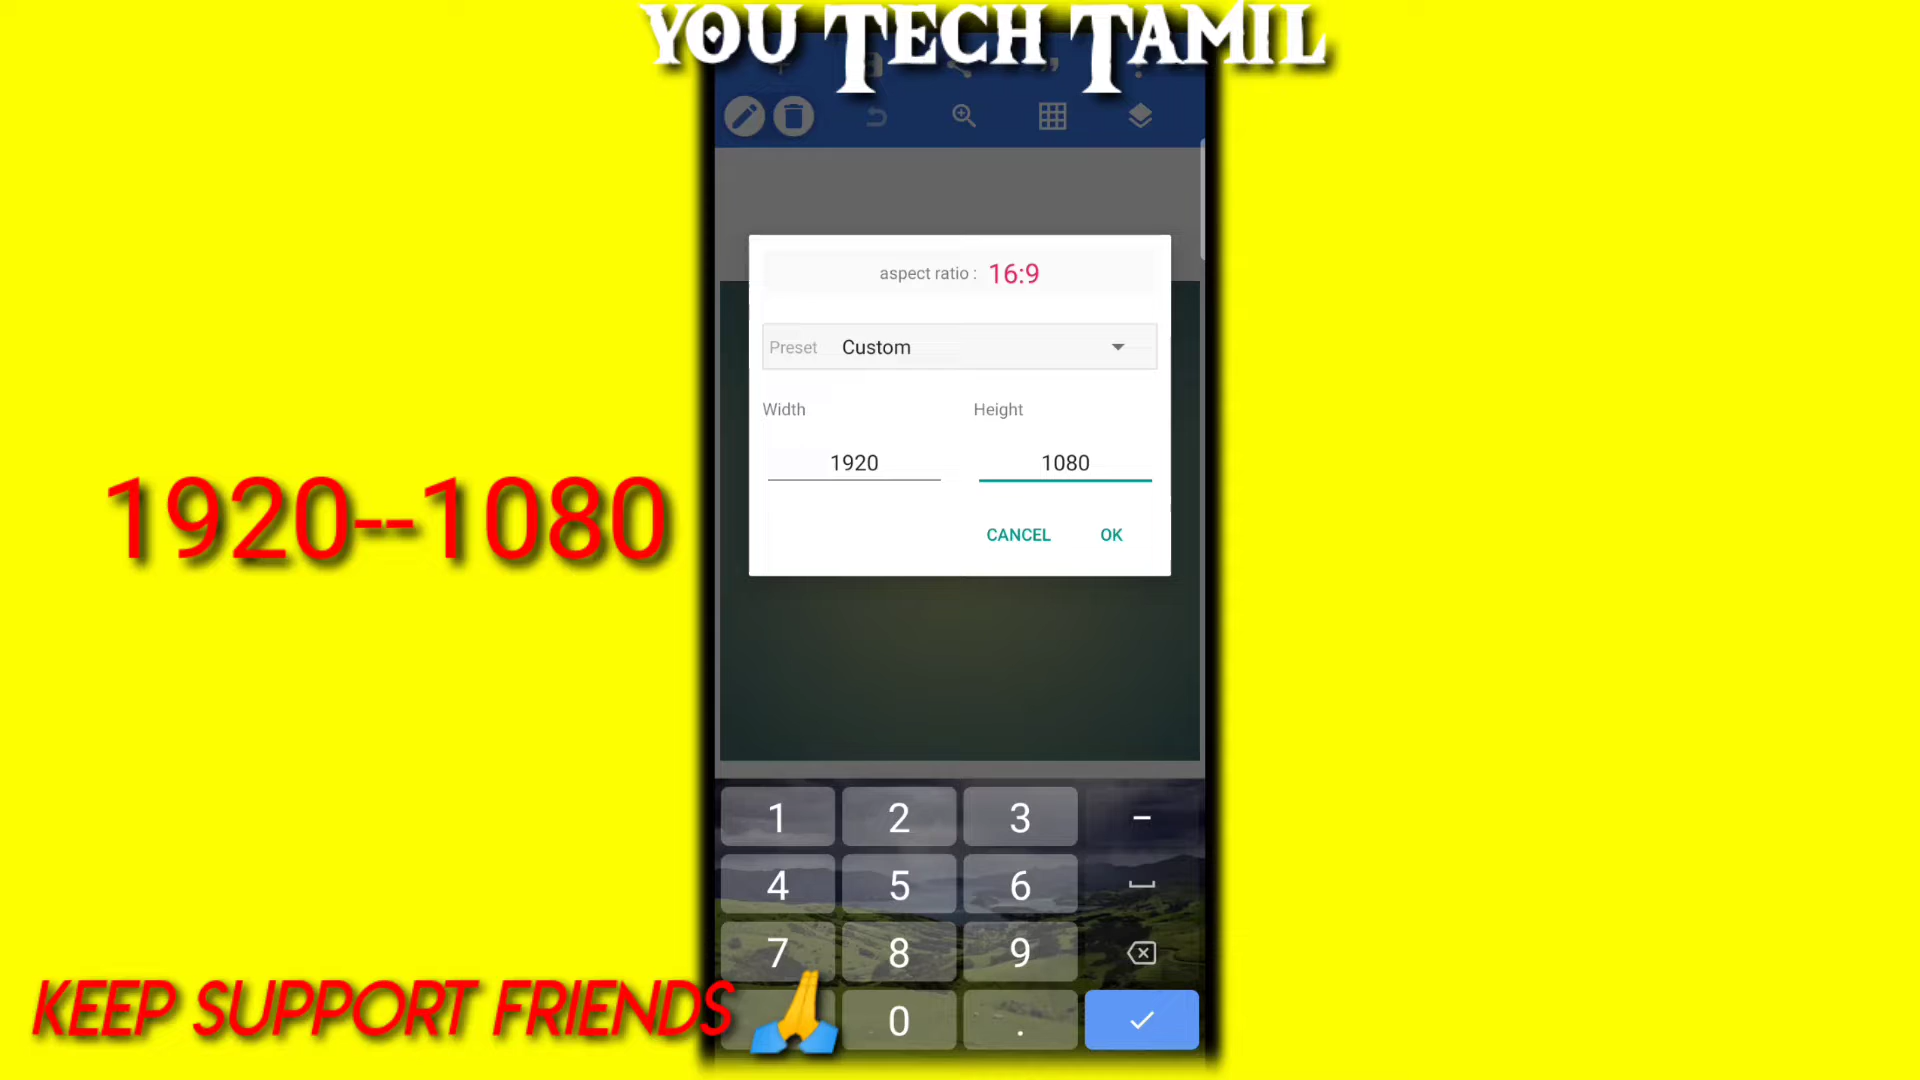 YOU TECH TAMIL
aspect ratio : 16:9
Preset Custom
Width Height
1920 1080
CANCEL OK
1920--1080
1 2 3 -
4 5 6
7 8 9
0 .
KEEP SUPPORT FRIENDS 🙏